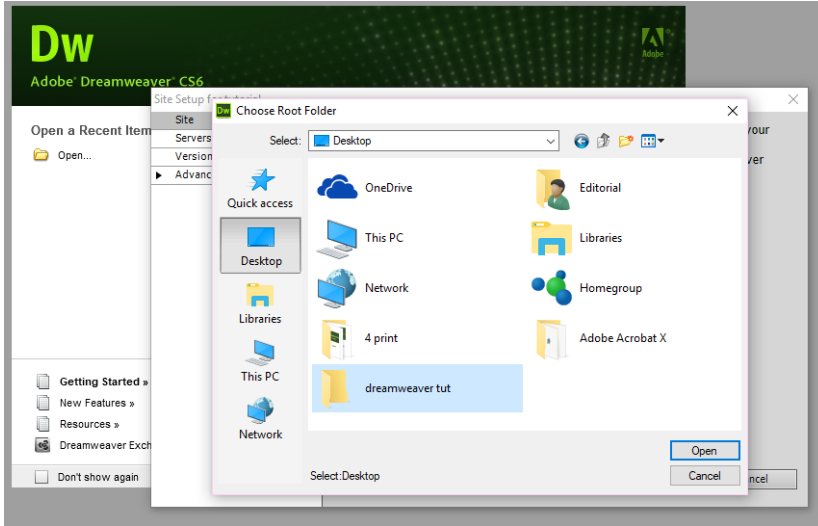 Dw
Adobe® Dreamweaver® CS6
Adobe®
Open a Recent Item
Open...
Getting Started »
New Features »
Resources »
Dreamweaver Exch
Don't show again
Site Setup for tutorial
Site
Servers
Version
Advanc
your
ver
ncel
Dw Choose Root Folder
Select: Desktop
Quick access
Desktop
Libraries
This PC
Network
OneDrive
Editorial
This PC
Libraries
Network
Homegroup
4 print
Adobe Acrobat X
dreamweaver tut
Open
Select:Desktop
Cancel